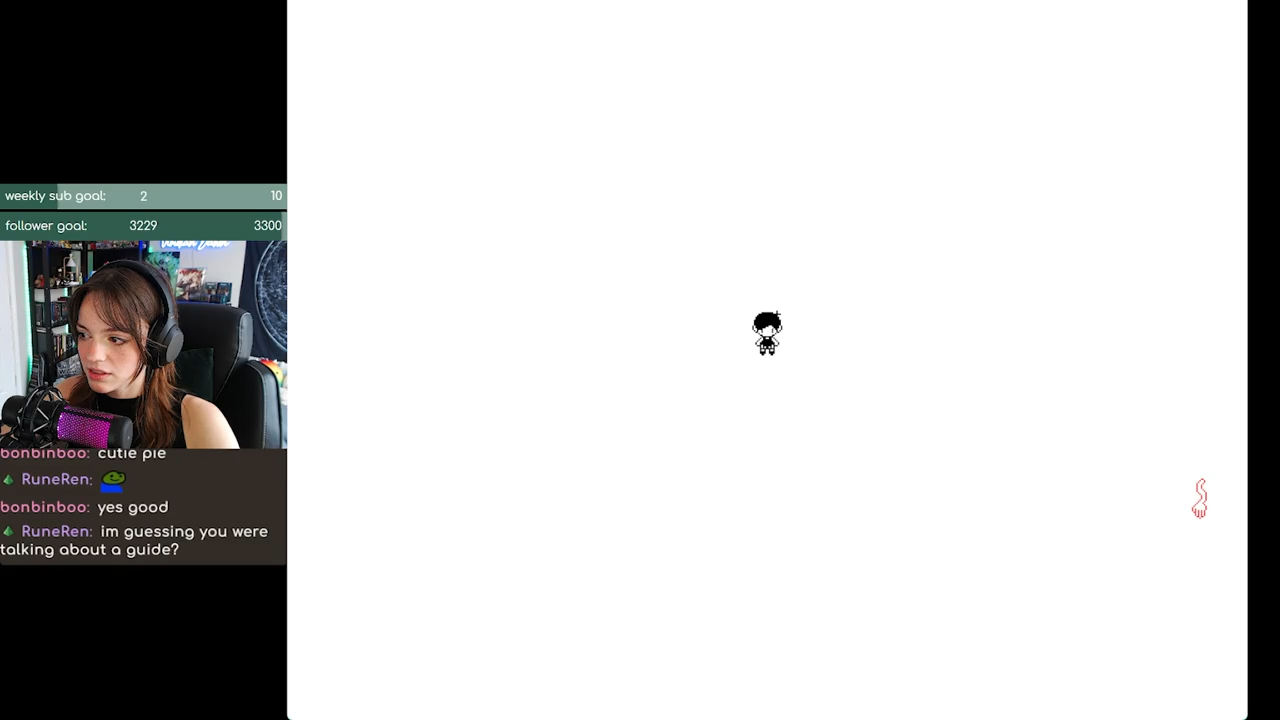 weekly sub goal: 2 10
follower goal: 3229 3300
bonbinboo: cutie pie
RuneRen:
bonbinboo: yes good
RuneRen: im guessing you were
talking about a guide?